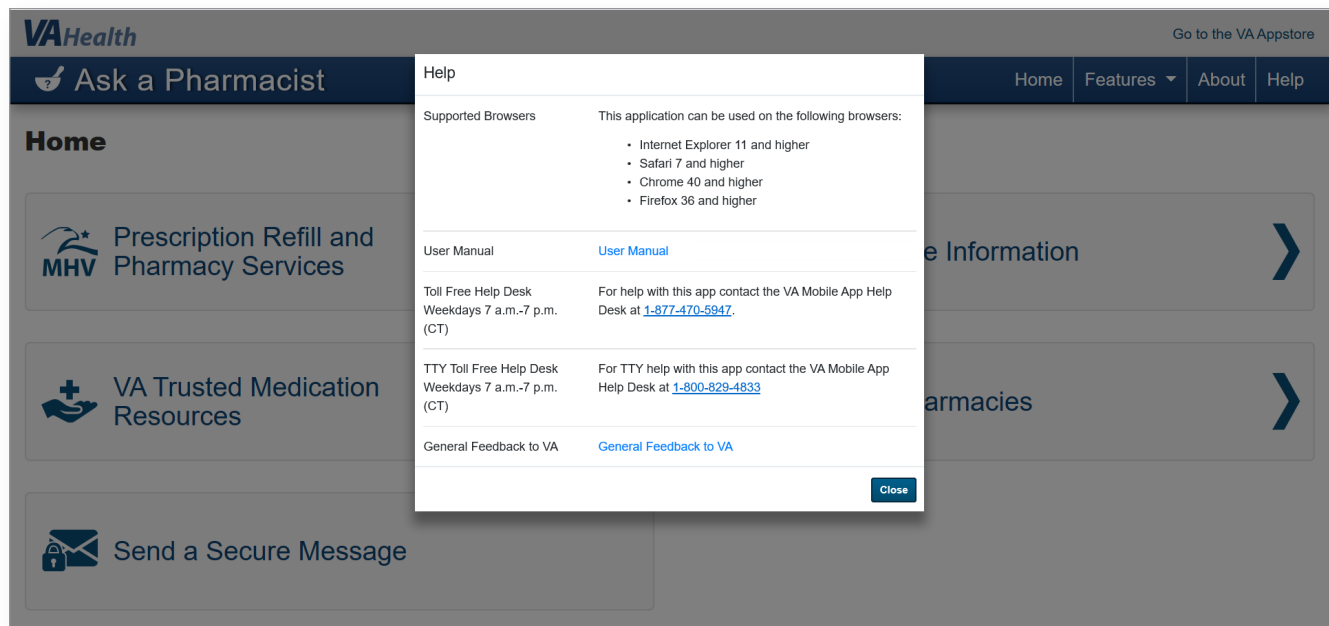 VA Health
Go to the VA Appstore
Ask a Pharmacist
Home
Features
About
Help
Home
Prescription Refill and
Pharmacy Services
MHV
e Information
VA Trusted Medication
Resources
armacies
Send a Secure Message
Help
Supported Browsers
This application can be used on the following browsers:
• Internet Explorer 11 and higher
• Safari 7 and higher
• Chrome 40 and higher
• Firefox 36 and higher
User Manual
User Manual
Toll Free Help Desk
Weekdays 7 a.m.-7 p.m.
(CT)
For help with this app contact the VA Mobile App Help
Desk at 1-877-470-5947.
TTY Toll Free Help Desk
Weekdays 7 a.m.-7 p.m.
(CT)
For TTY help with this app contact the VA Mobile App
Help Desk at 1-800-829-4833
General Feedback to VA
General Feedback to VA
Close